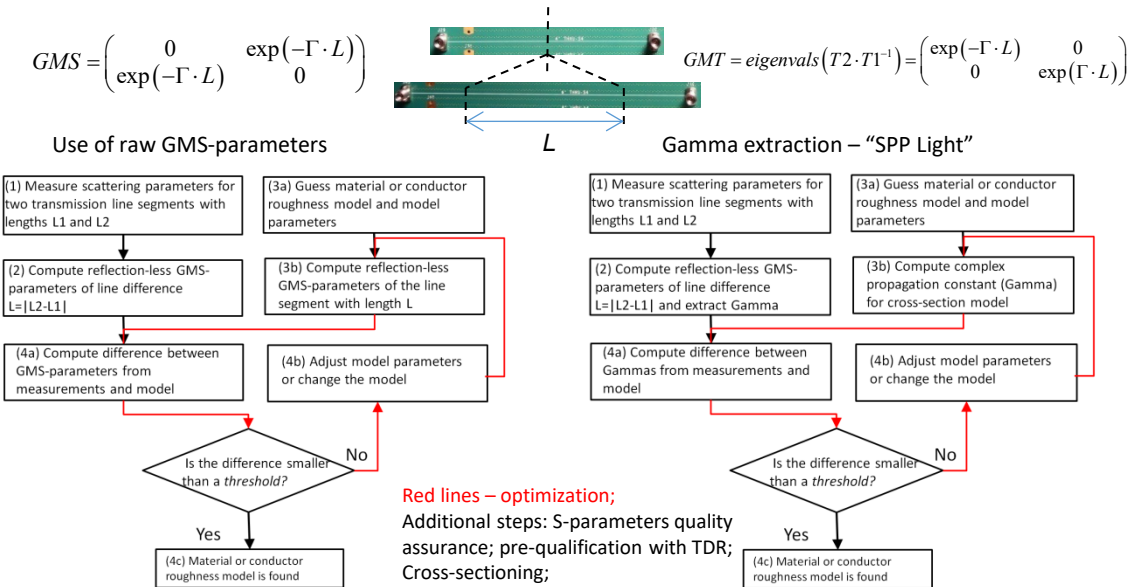 GMS = ( 0 exp(−Γ·L) )
( exp(−Γ·L) 0 )
4" THRU-SE
GMT = eigenvals(T2·T1⁻¹) = ( exp(−Γ·L) 0 )
( 0 exp(Γ·L) )
L
Use of raw GMS-parameters
Gamma extraction – "SPP Light"
(1) Measure scattering parameters for
two transmission line segments with
lengths L1 and L2
(3a) Guess material or conductor
roughness model and model
parameters
(2) Compute reflection-less GMS-
parameters of line difference
L=|L2-L1|
(3b) Compute reflection-less
GMS-parameters of the line
segment with length L
(4a) Compute difference between
GMS-parameters from
measurements and model
(4b) Adjust model parameters
or change the model
Is the difference smaller
than a threshold?
No
Yes
(4c) Material or conductor
roughness model is found
Red lines – optimization;
Additional steps: S-parameters quality
assurance; pre-qualification with TDR;
Cross-sectioning;
(1) Measure scattering parameters for
two transmission line segments with
lengths L1 and L2
(3a) Guess material or conductor
roughness model and model
parameters
(2) Compute reflection-less GMS-
parameters of line difference
L=|L2-L1| and extract Gamma
(3b) Compute complex
propagation constant (Gamma)
for cross-section model
(4a) Compute difference between
Gammas from measurements and
model
(4b) Adjust model parameters
or change the model
Is the difference smaller
than a threshold?
No
Yes
(4c) Material or conductor
roughness model is found